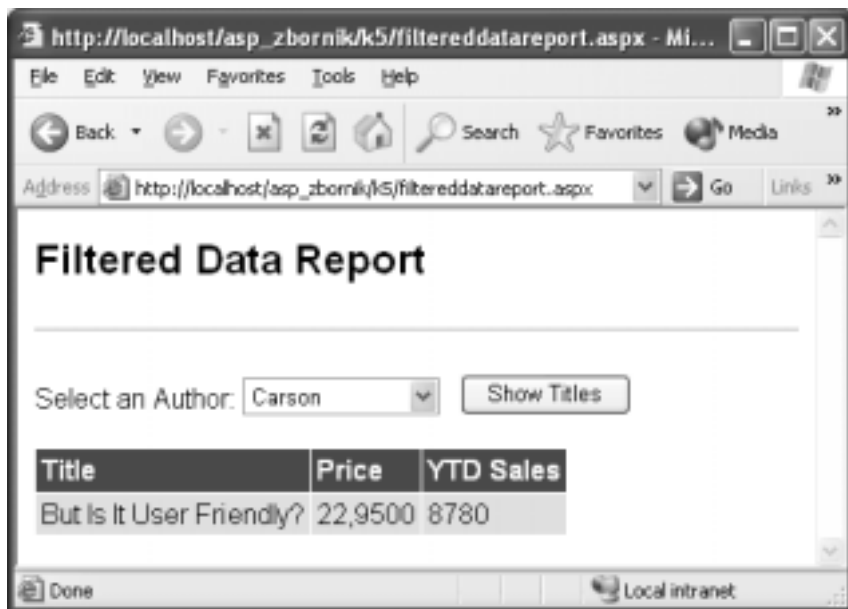 http://localhost/asp_zbornik/k5/filtereddatareport.aspx - Mi...
File Edit View Favorites Tools Help
Back Search Favorites Media »
Address http://localhost/asp_zbornik/k5/filtereddatareport.aspx Go Links »
Filtered Data Report
Select an Author: Carson Show Titles
Title Price YTD Sales
But Is It User Friendly? 22,9500 8780
Done Local intranet